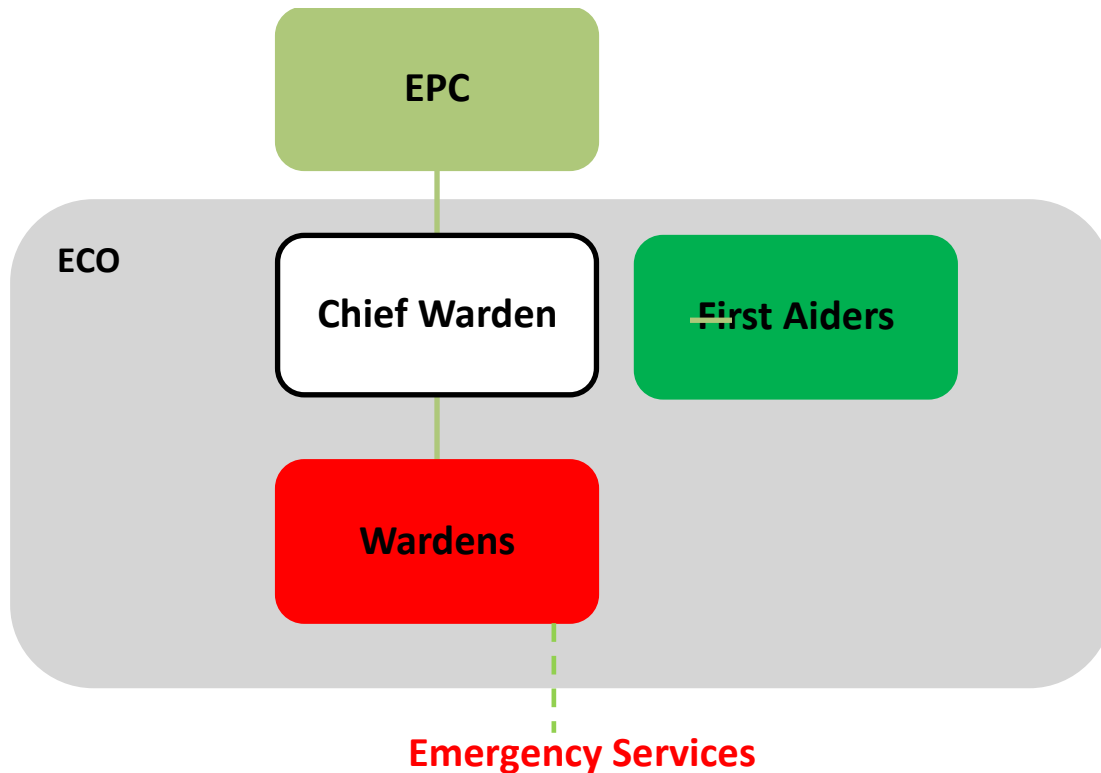 EPC
ECO
Chief Warden
First Aiders
Wardens
Emergency Services